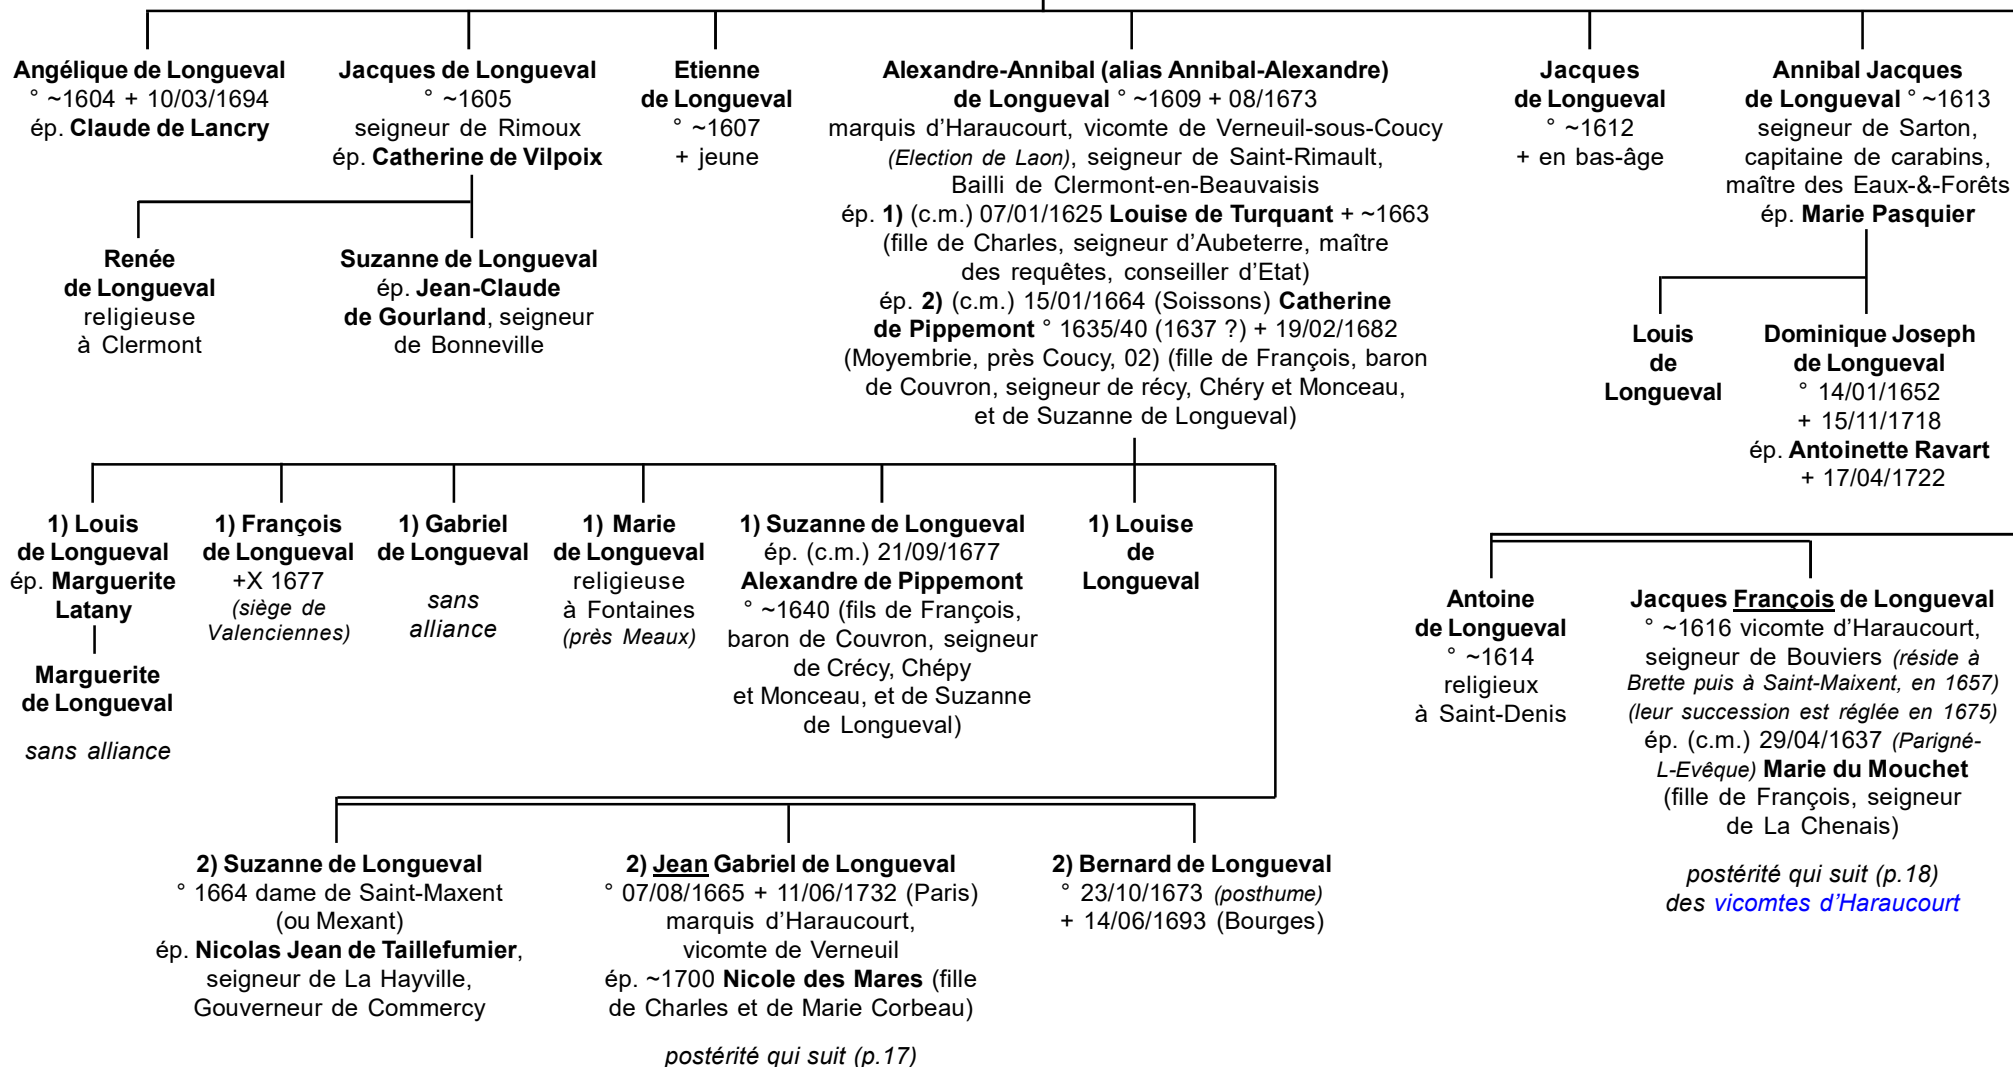 Angélique de Longueval
° ~1604 + 10/03/1694
ép. Claude de Lancry
Jacques de Longueval
° ~1605
seigneur de Rimoux
ép. Catherine de Vilpoix
Etienne
de Longueval
° ~1607
+ jeune
Alexandre-Annibal (alias Annibal-Alexandre)
de Longueval ° ~1609 + 08/1673
marquis d'Haraucourt, vicomte de Verneuil-sous-Coucy
(Election de Laon), seigneur de Saint-Rimault,
Bailli de Clermont-en-Beauvaisis
ép. 1) (c.m.) 07/01/1625 Louise de Turquant + ~1663
(fille de Charles, seigneur d'Aubeterre, maître
des requêtes, conseiller d'Etat)
ép. 2) (c.m.) 15/01/1664 (Soissons) Catherine
de Pippemont ° 1635/40 (1637 ?) + 19/02/1682
(Moyembrie, près Coucy, 02) (fille de François, baron
de Couvron, seigneur de récy, Chéry et Monceau,
et de Suzanne de Longueval)
Jacques
de Longueval
° ~1612
+ en bas-âge
Annibal Jacques
de Longueval ° ~1613
seigneur de Sarton,
capitaine de carabins,
maître des Eaux-&-Forêts
ép. Marie Pasquier
Renée
de Longueval
religieuse
à Clermont
Suzanne de Longueval
ép. Jean-Claude
de Gourland, seigneur
de Bonneville
Louis
de
Longueval
Dominique Joseph
de Longueval
° 14/01/1652
+ 15/11/1718
ép. Antoinette Ravart
+ 17/04/1722
1) Louis
de Longueval
ép. Marguerite
Latany
Marguerite
de Longueval
sans alliance
1) François
de Longueval
+X 1677
(siège de
Valenciennes)
1) Gabriel
de Longueval
sans
alliance
1) Marie
de Longueval
religieuse
à Fontaines
(près Meaux)
1) Suzanne de Longueval
ép. (c.m.) 21/09/1677
Alexandre de Pippemont
° ~1640 (fils de François,
baron de Couvron, seigneur
de Crécy, Chépy
et Monceau, et de Suzanne
de Longueval)
1) Louise
de
Longueval
Antoine
de Longueval
° ~1614
religieux
à Saint-Denis
Jacques François de Longueval
° ~1616 vicomte d'Haraucourt,
seigneur de Bouviers (réside à
Brette puis à Saint-Maixent, en 1657)
(leur succession est réglée en 1675)
ép. (c.m.) 29/04/1637 (Parigné-
L-Evêque) Marie du Mouchet
(fille de François, seigneur
de La Chenais)
postérité qui suit (p.18)
des vicomtes d'Haraucourt
2) Suzanne de Longueval
° 1664 dame de Saint-Maxent
(ou Mexant)
ép. Nicolas Jean de Taillefumier,
seigneur de La Hayville,
Gouverneur de Commercy
2) Jean Gabriel de Longueval
° 07/08/1665 + 11/06/1732 (Paris)
marquis d'Haraucourt,
vicomte de Verneuil
ép. ~1700 Nicole des Mares (fille
de Charles et de Marie Corbeau)
postérité qui suit (p.17)
2) Bernard de Longueval
° 23/10/1673 (posthume)
+ 14/06/1693 (Bourges)